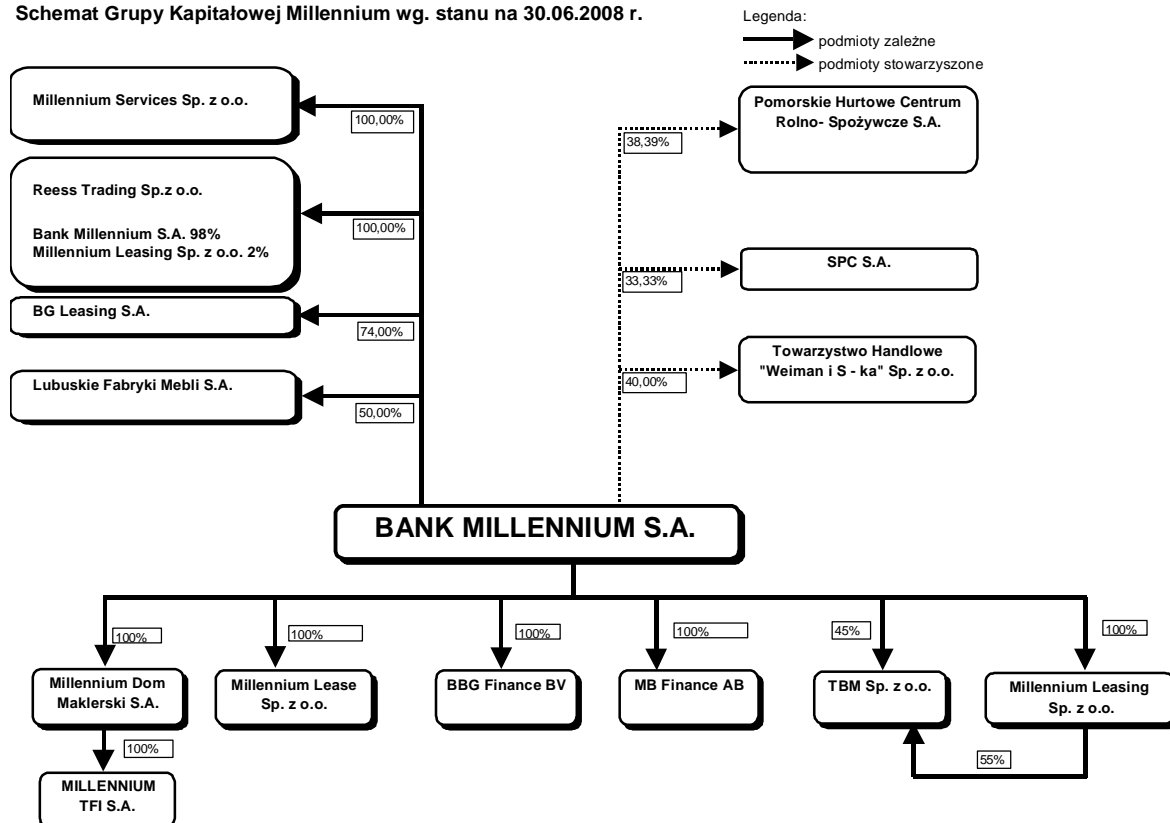 Schemat Grupy Kapitałowej Millennium wg. stanu na 30.06.2008 r.
Legenda:
podmioty zależne
podmioty stowarzyszone
Millennium Services Sp. z o.o.
100,00%
Reess Trading Sp.z o.o.
Bank Millennium S.A. 98%
Millennium Leasing Sp. z o.o. 2%
100,00%
BG Leasing S.A.
74,00%
Lubuskie Fabryki Mebli S.A.
50,00%
Pomorskie Hurtowe Centrum
Rolno- Spożywcze S.A.
38,39%
SPC S.A.
33,33%
Towarzystwo Handlowe
"Weiman i S - ka" Sp. z o.o.
40,00%
BANK MILLENNIUM S.A.
100%
100%
100%
100%
45%
100%
Millennium Dom
Maklerski S.A.
Millennium Lease
Sp. z o.o.
BBG Finance BV
MB Finance AB
TBM Sp. z o.o.
Millennium Leasing
Sp. z o.o.
100%
55%
MILLENNIUM
TFI S.A.